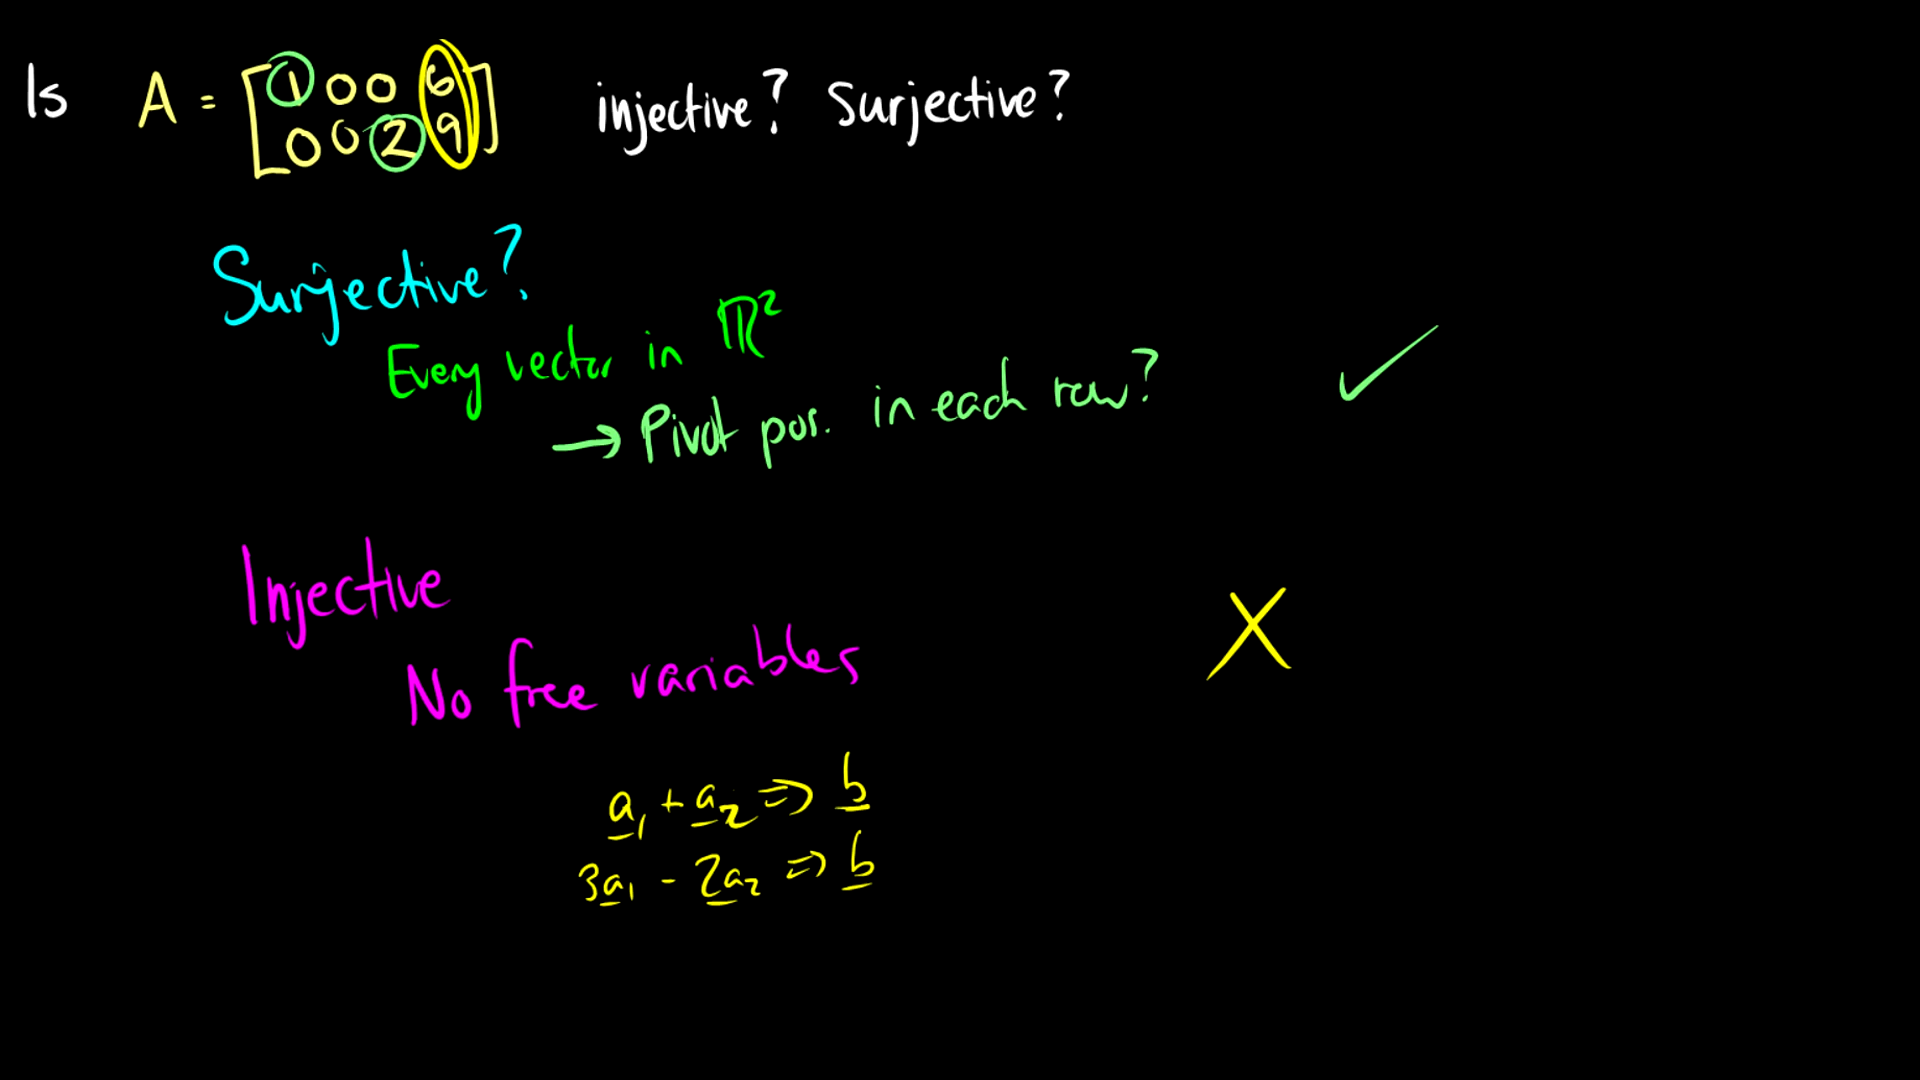 Is A = [1 0 0 6 injective? Surjective?
0 0 2 9]
Surjective?
Every vector in ℝ²
→ Pivot pos. in each row? ✓
Injective X
No free variables
a₁ + a₂ => b
3a₁ - 2a₂ => b